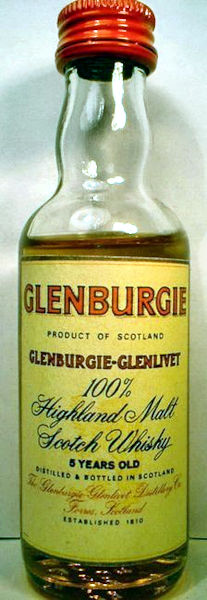 GLENBURGIE
PRODUCT OF SCOTLAND
GLENBURGIE-GLENLIVET
100%
Highland Malt
Scotch Whisky
5 YEARS OLD
DISTILLED & BOTTLED IN SCOTLAND
The Glenburgie-Glenlivet Distillery Co.
Forres, Scotland
ESTABLISHED 1810